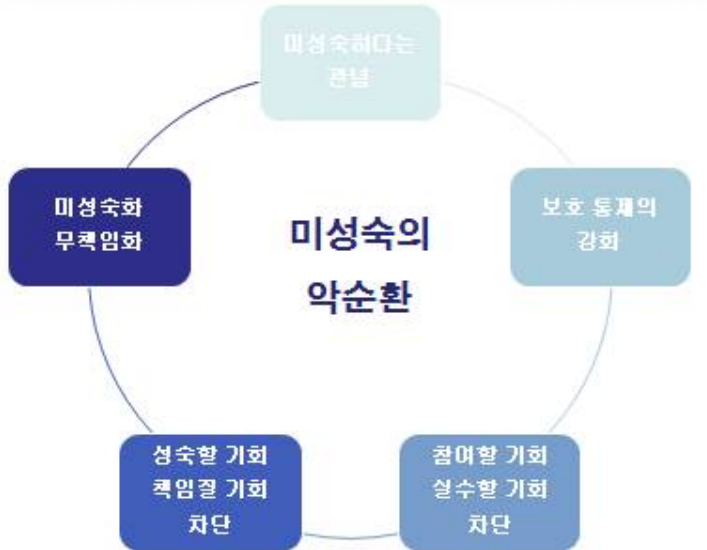 미성숙하다는
관념
보호 통제의
강화
참여할 기회
실수할 기회
차단
성숙할 기회
책임질 기회
차단
미성숙화
무책임화
미성숙의
악순환